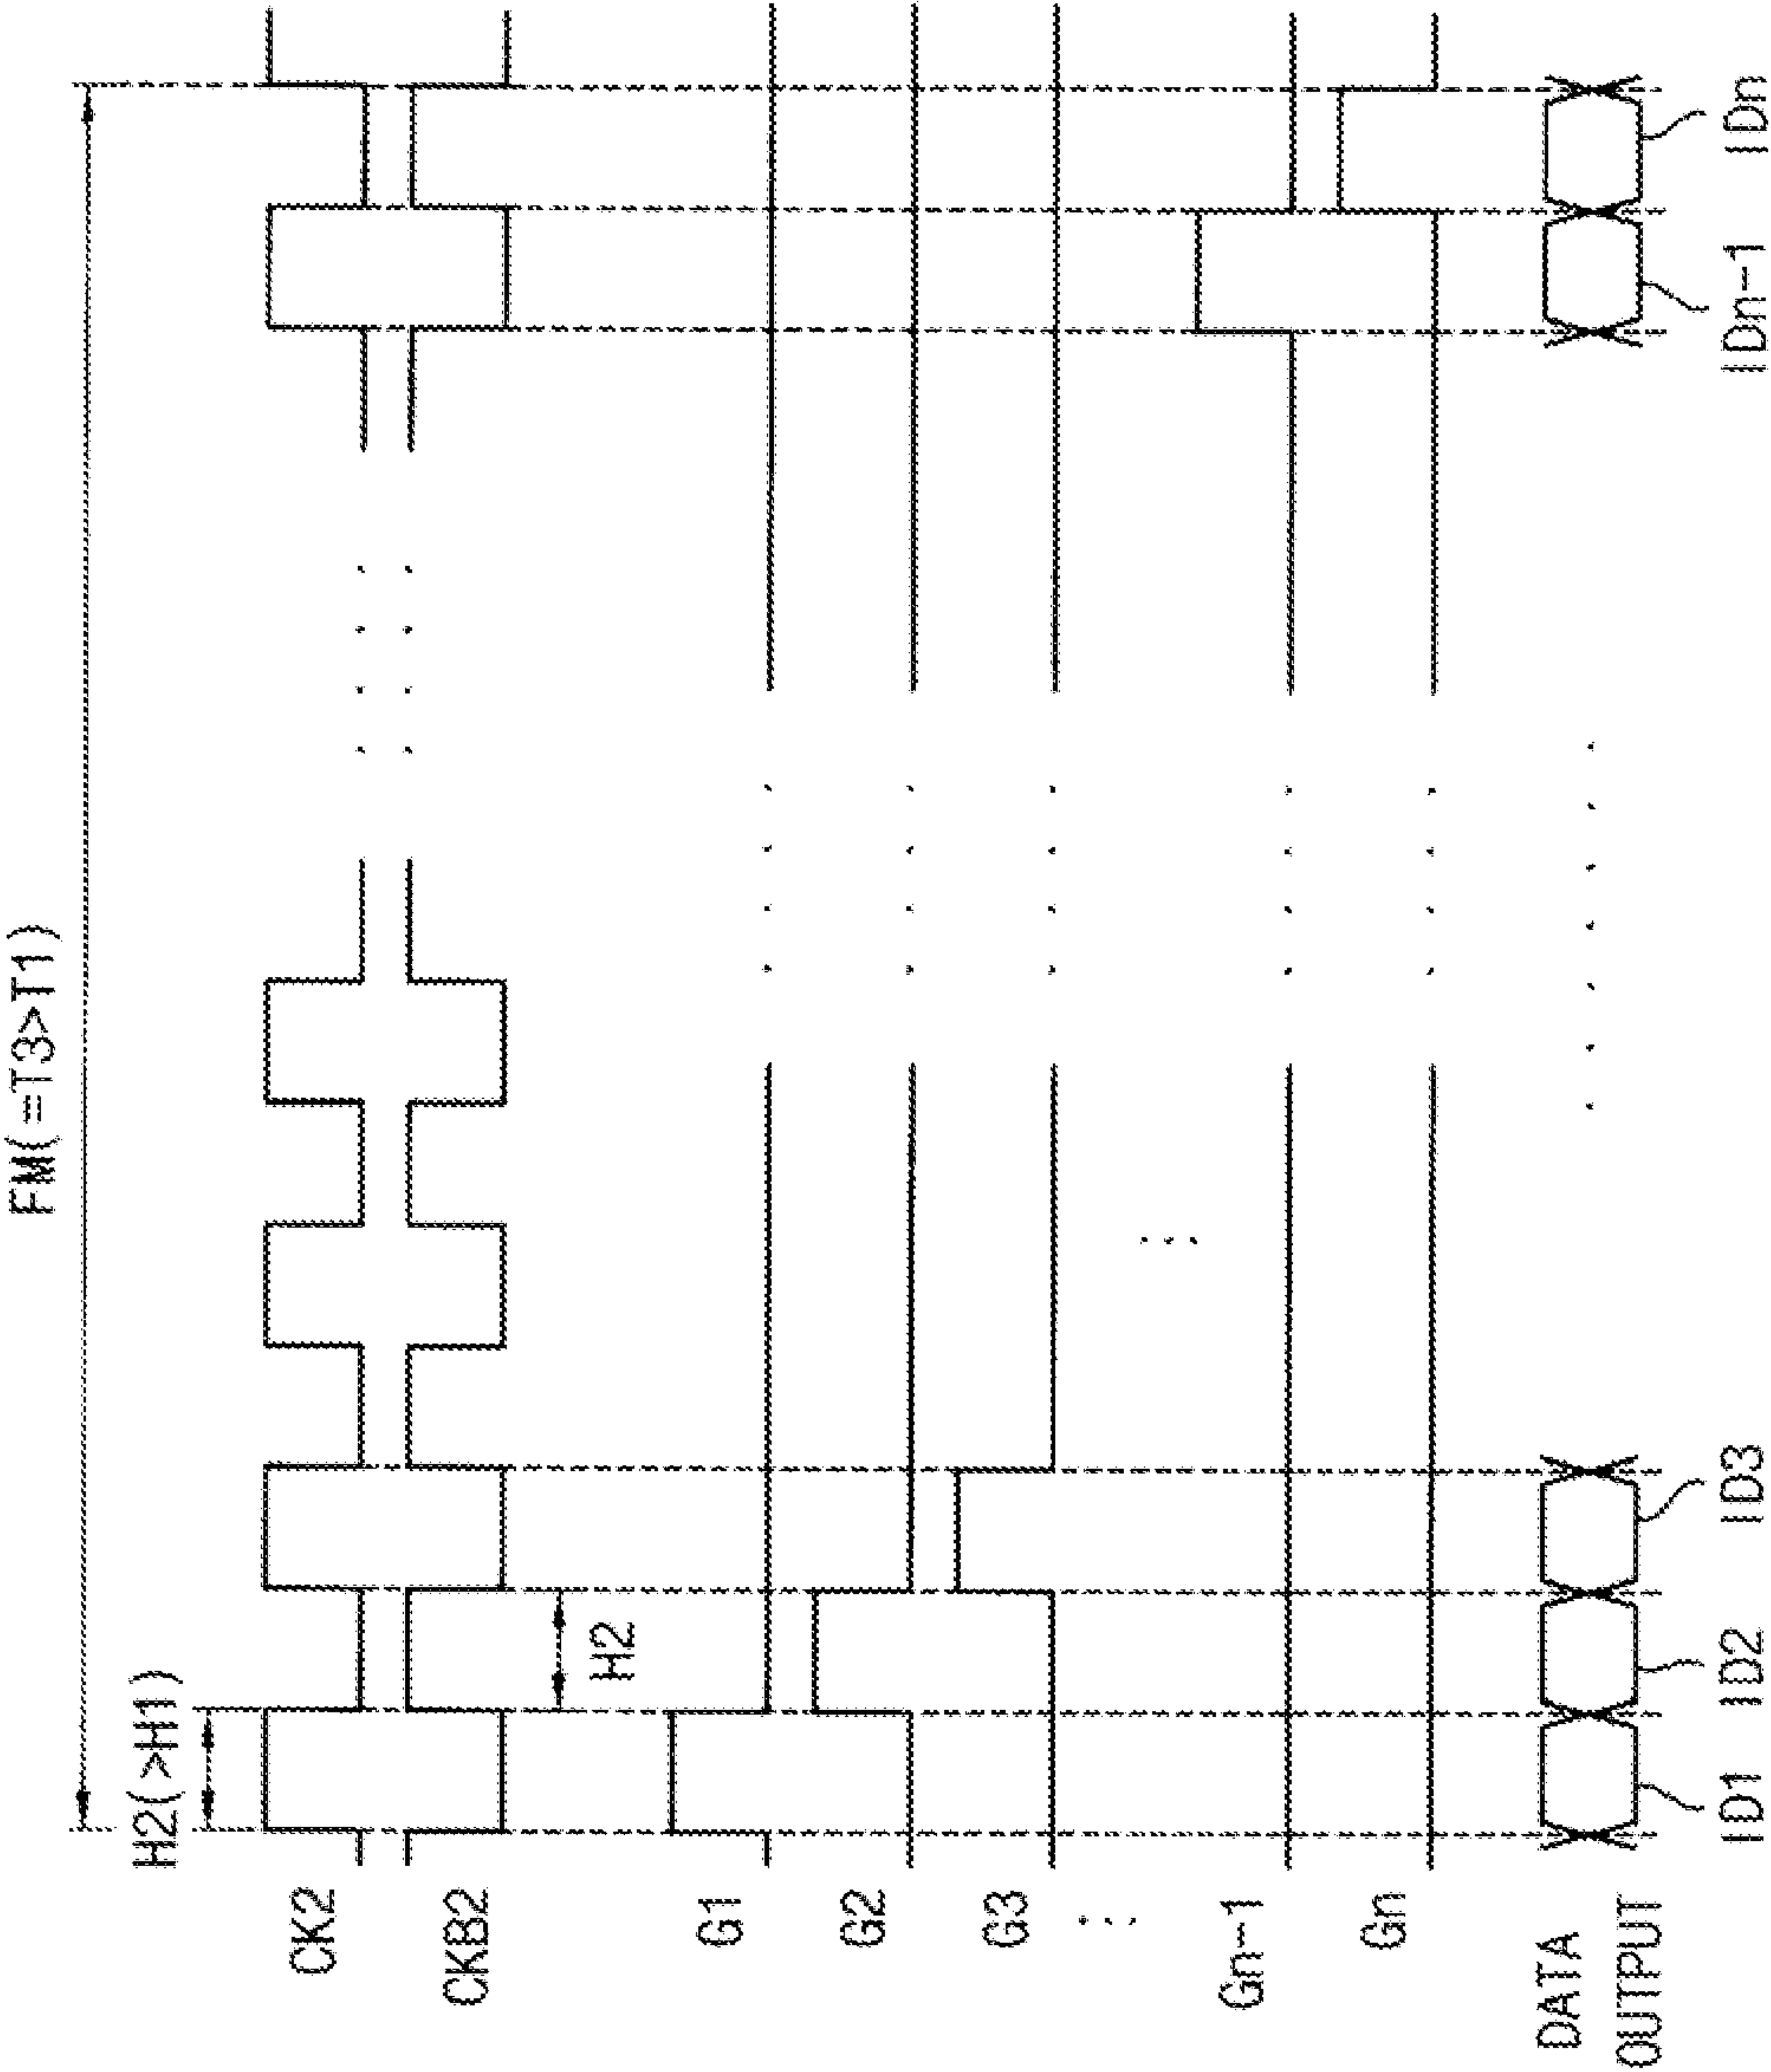 FM(=T3>T1)
H2(>H1)
CK2
CKB2
H2
G1
G2
G3
Gn-1
Gn
DATA
OUTPUT
ID1
ID2
ID3
IDn-1
IDn